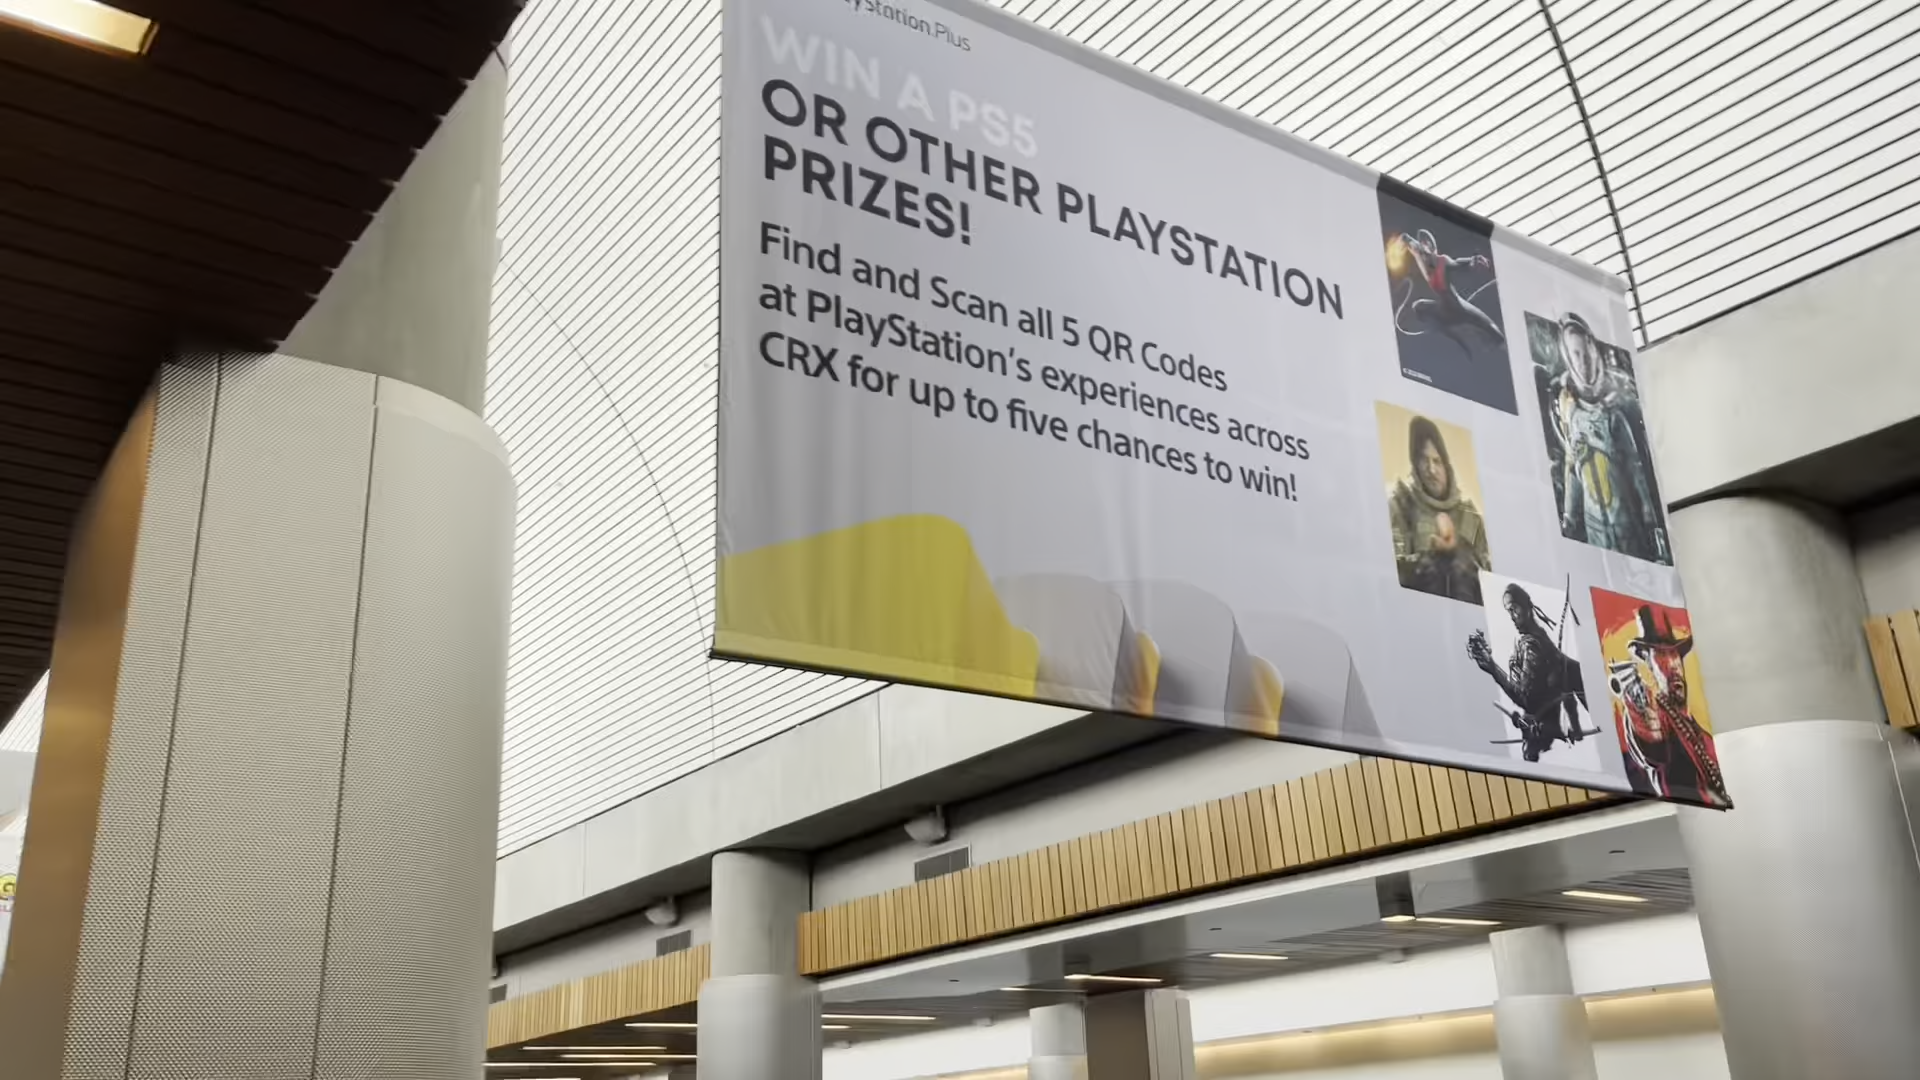 yStation.Plus
WIN A PS5
OR OTHER PLAYSTATION
PRIZES!
Find and Scan all 5 QR Codes
at PlayStation's experiences across
CRX for up to five chances to win!